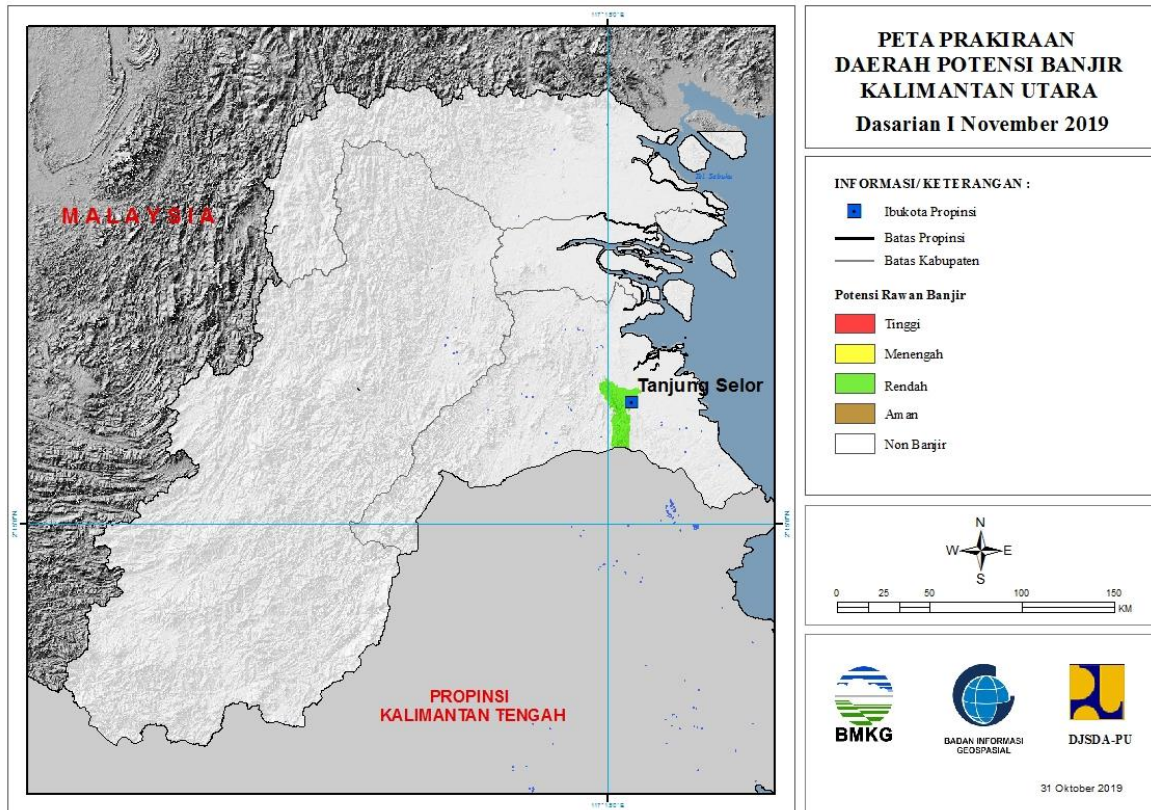 PETA PRAKIRAAN
DAERAH POTENSI BANJIR
KALIMANTAN UTARA
Dasarian I November 2019
INFORMASI/ KETERANGAN :
Ibukota Propinsi
Batas Propinsi
Batas Kabupaten
Potensi Rawan Banjir
Tinggi
Menengah
Rendah
Aman
Non Banjir
N
W E
S
0 25 50 100 150
KM
BMKG
BADAN INFORMASI
GEOSPASIAL
DJSDA-PU
31 Oktober 2019
MALAYSIA
Tanjung Selor
PROPINSI
KALIMANTAN TENGAH